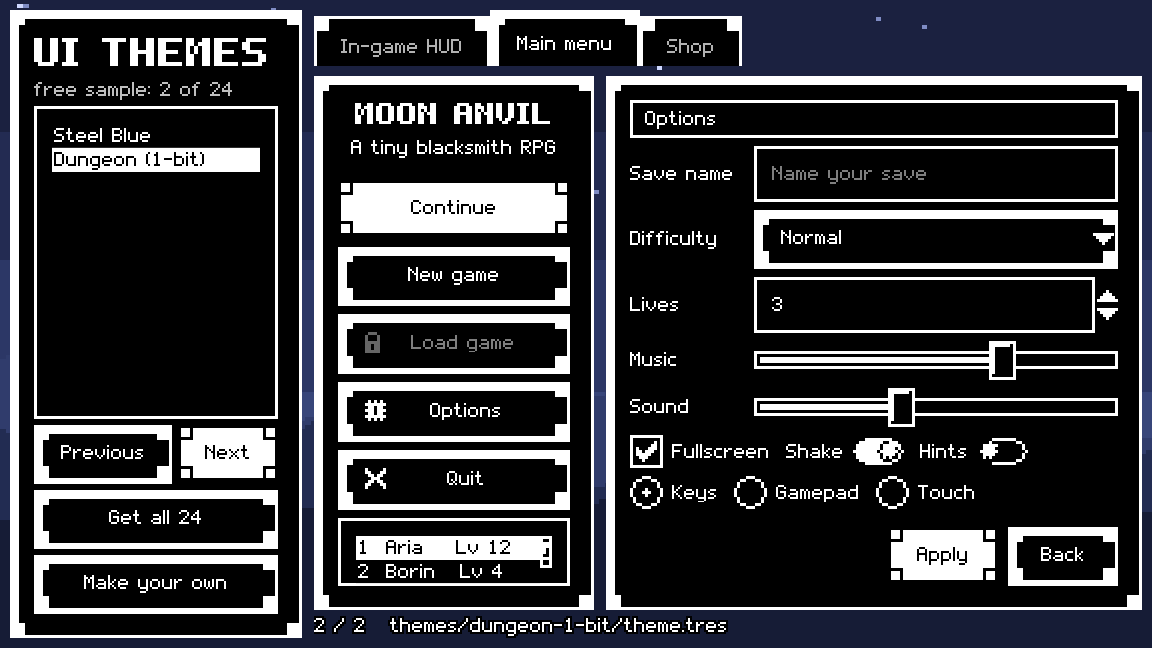 UI THEMES
free sample: 2 of 24
Steel Blue
Dungeon (1-bit)
Previous
Next
Get all 24
Make your own
In-game HUD
Main menu
Shop
MOON ANVIL
A tiny blacksmith RPG
Continue
New game
Load game
Options
Quit
1 Aria Lv 12
2 Borin Lv 4
Options
Save name
Name your save
Difficulty
Normal
Lives
3
Music
Sound
Fullscreen Shake Hints
Keys Gamepad Touch
Apply
Back
2 / 2 themes/dungeon-1-bit/theme.tres